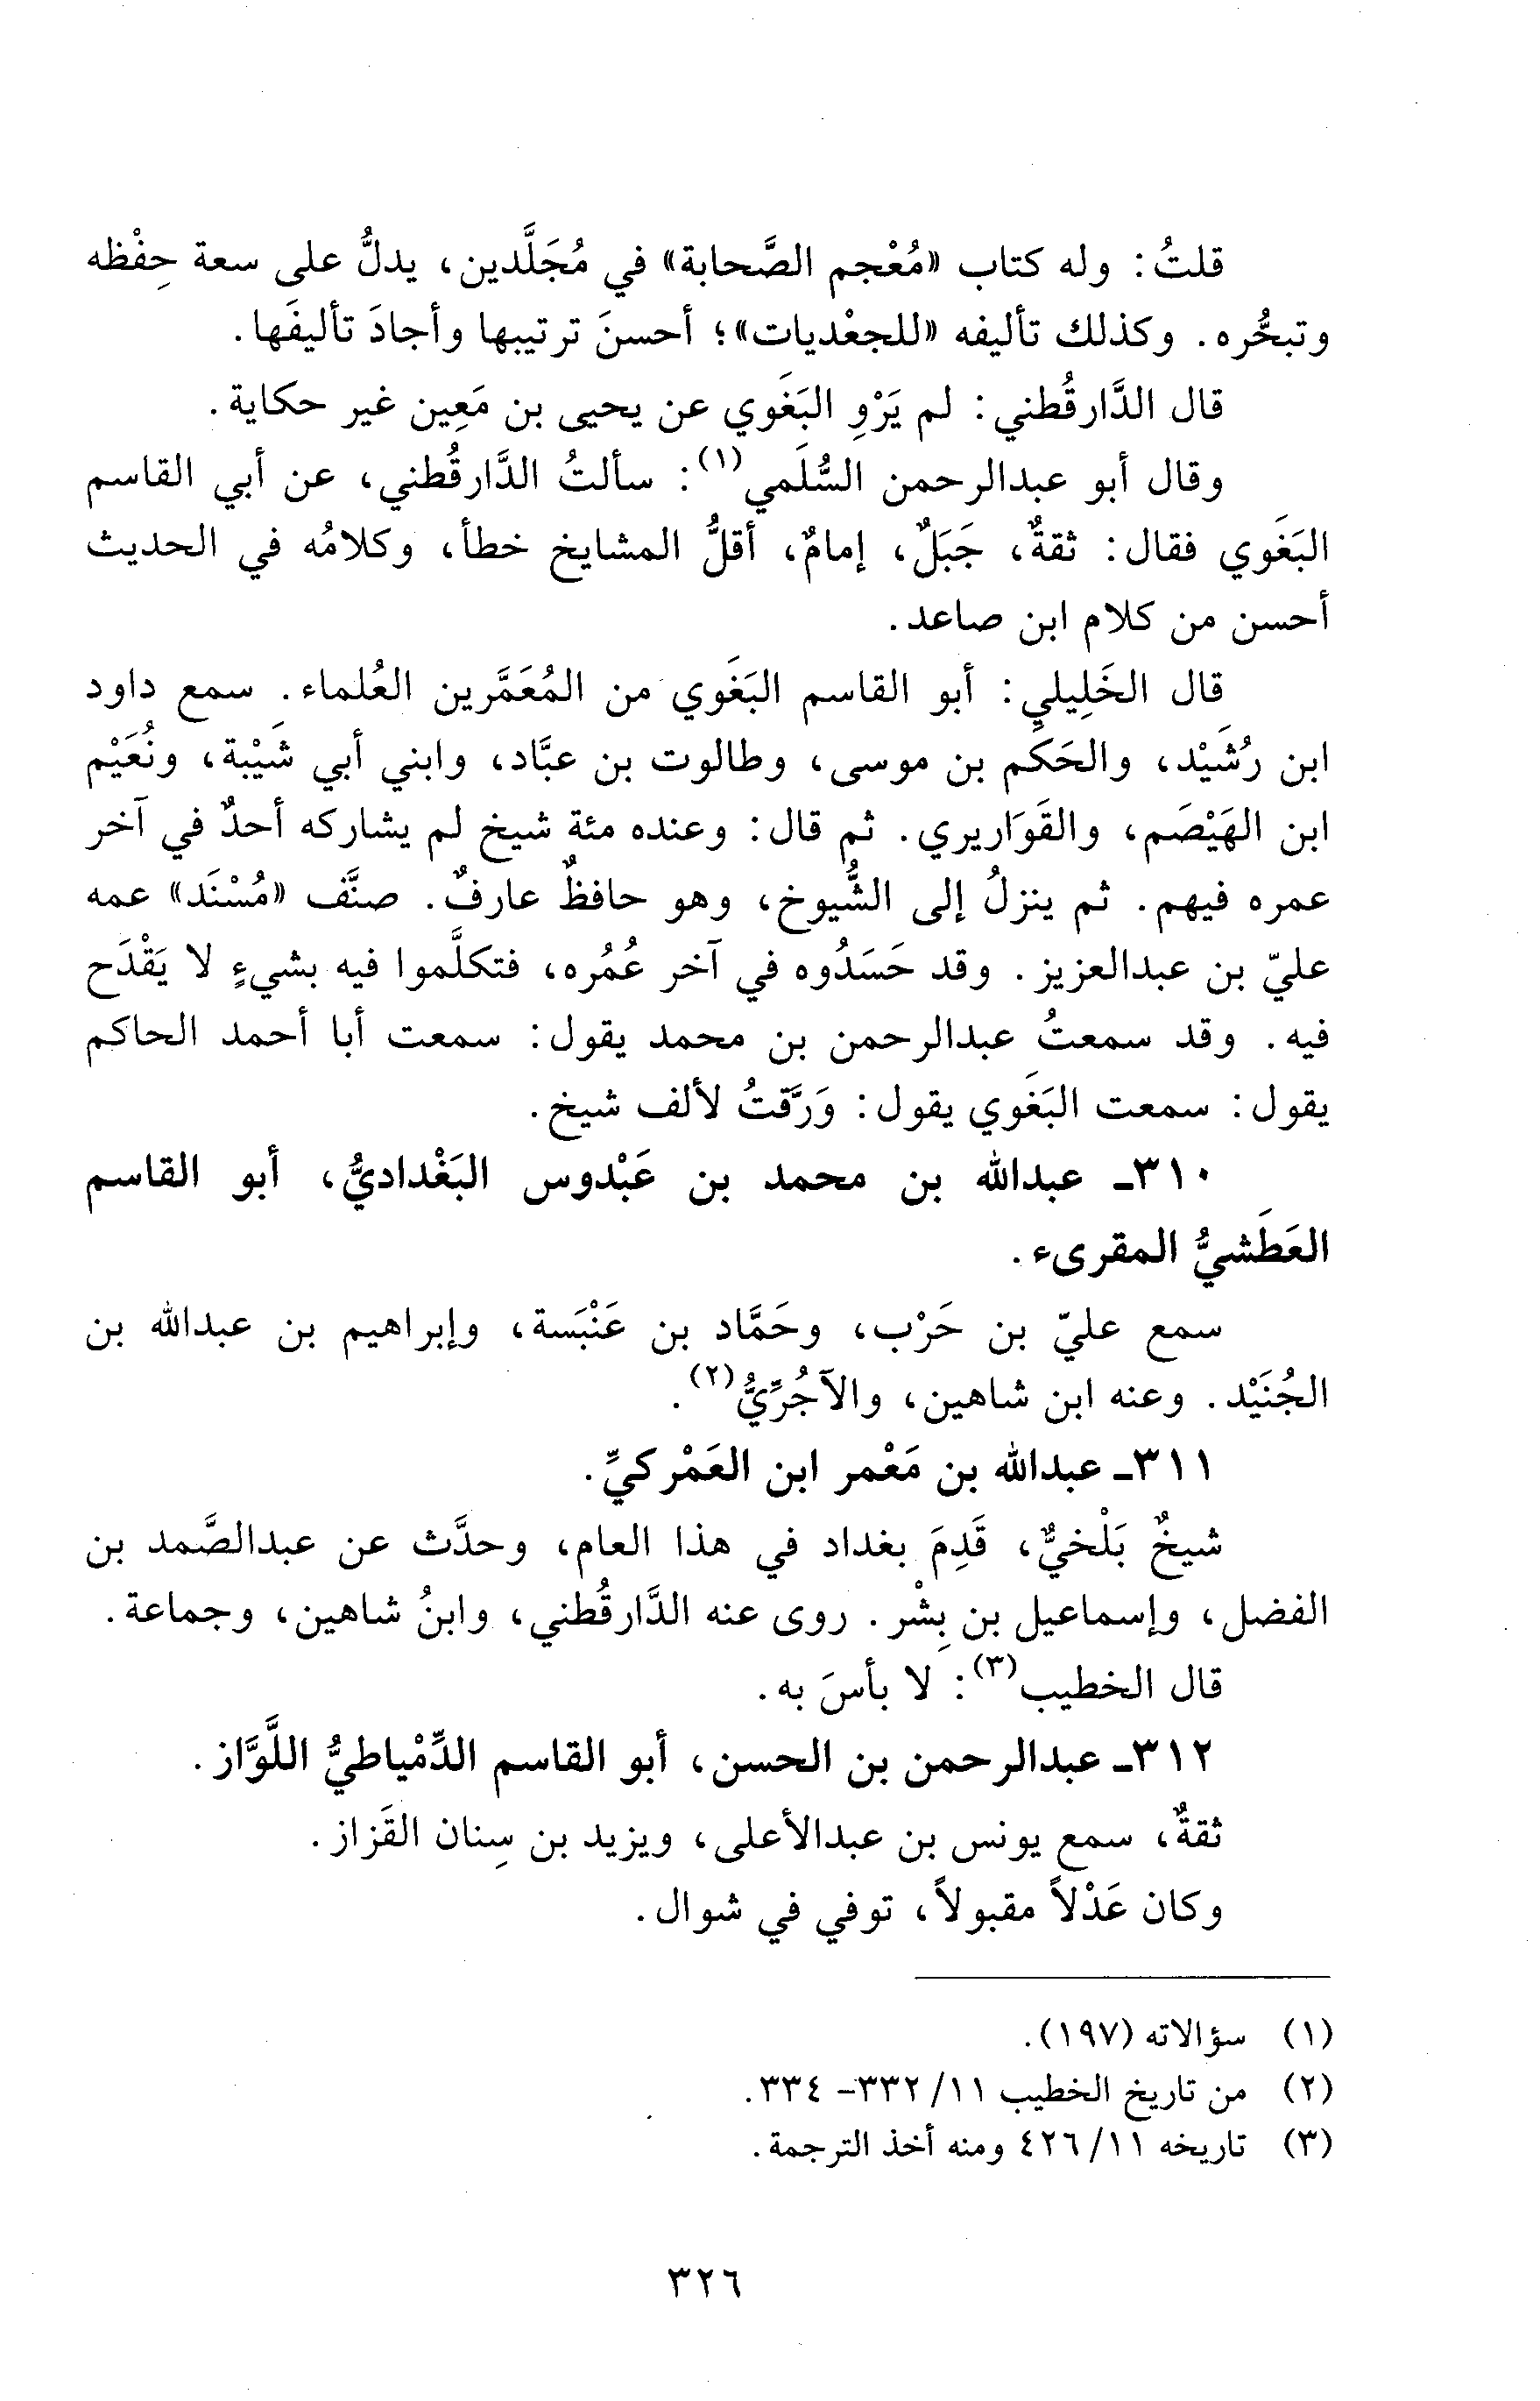 قلتُ: وله كتاب «مُعْجم الصَّحابة» في مُجَلَّدين، يدلُّ على سعة حِفْظه
وتبحُّره. وكذلك تأليفه «للجعْديات»؛ أحسنَ ترتيبها وأجادَ تأليفَها.
قال الدَّارقُطني: لم يَرْوِ البَغَوي عن يحيى بن مَعِين غير حكاية.
وقال أبو عبدالرحمن السُّلَمي(١): سألتُ الدَّارقُطني، عن أبي القاسم
البَغَوي فقال: ثقةٌ، جَبَلٌ، إمامٌ، أقلُّ المشايخ خطأ، وكلامُه في الحديث
أحسن من كلام ابن صاعد.
قال الخَلِيلي: أبو القاسم البَغَوي من المُعَمَّرين العُلماء. سمع داود
ابن رُشَيْد، والحَكَم بن موسى، وطالوت بن عبَّاد، وابني أبي شَيْبة، ونُعَيْم
ابن الهَيْصَم، والقَوَاريري. ثم قال: وعنده مئة شيخ لم يشاركه أحدٌ في آخر
عمره فيهم. ثم ينزلُ إلى الشُّيوخ، وهو حافظٌ عارفٌ. صنَّف «مُسْنَد» عمه
عليّ بن عبدالعزيز. وقد حَسَدُوه في آخر عُمُره، فتكلَّموا فيه بشيءٍ لا يَقْدَح
فيه. وقد سمعتُ عبدالرحمن بن محمد يقول: سمعت أبا أحمد الحاكم
يقول: سمعت البَغَوي يقول: وَرَّقتُ لألف شيخ.
٣١٠ـ عبدالله بن محمد بن عَبْدوس البَغْداديُّ، أبو القاسم
العَطَشيُّ المقرىء.
سمع عليّ بن حَرْب، وحَمَّاد بن عَنْبَسة، وإبراهيم بن عبدالله بن
الجُنَيْد. وعنه ابن شاهين، والآجُرِّيُّ(٢).
٣١١ـ عبدالله بن مَعْمر ابن العَمْركيِّ.
شيخٌ بَلْخيٌّ، قَدِمَ بغداد في هذا العام، وحدَّث عن عبدالصَّمد بن
الفضل، وإسماعيل بن بِشْر. روى عنه الدَّارقُطني، وابنُ شاهين، وجماعة.
قال الخطيب(٣): لا بأسَ به.
٣١٢ـ عبدالرحمن بن الحسن، أبو القاسم الدِّمْياطيُّ اللَّوَّاز.
ثقةٌ، سمع يونس بن عبدالأعلى، ويزيد بن سِنان القَزاز.
وكان عَدْلاً مقبولاً، توفي في شوال.
(١) سؤالاته (١٩٧).
(٢) من تاريخ الخطيب ١١/ ٣٣٢- ٣٣٤.
(٣) تاريخه ١١/ ٤٢٦ ومنه أخذ الترجمة.
٣٢٦